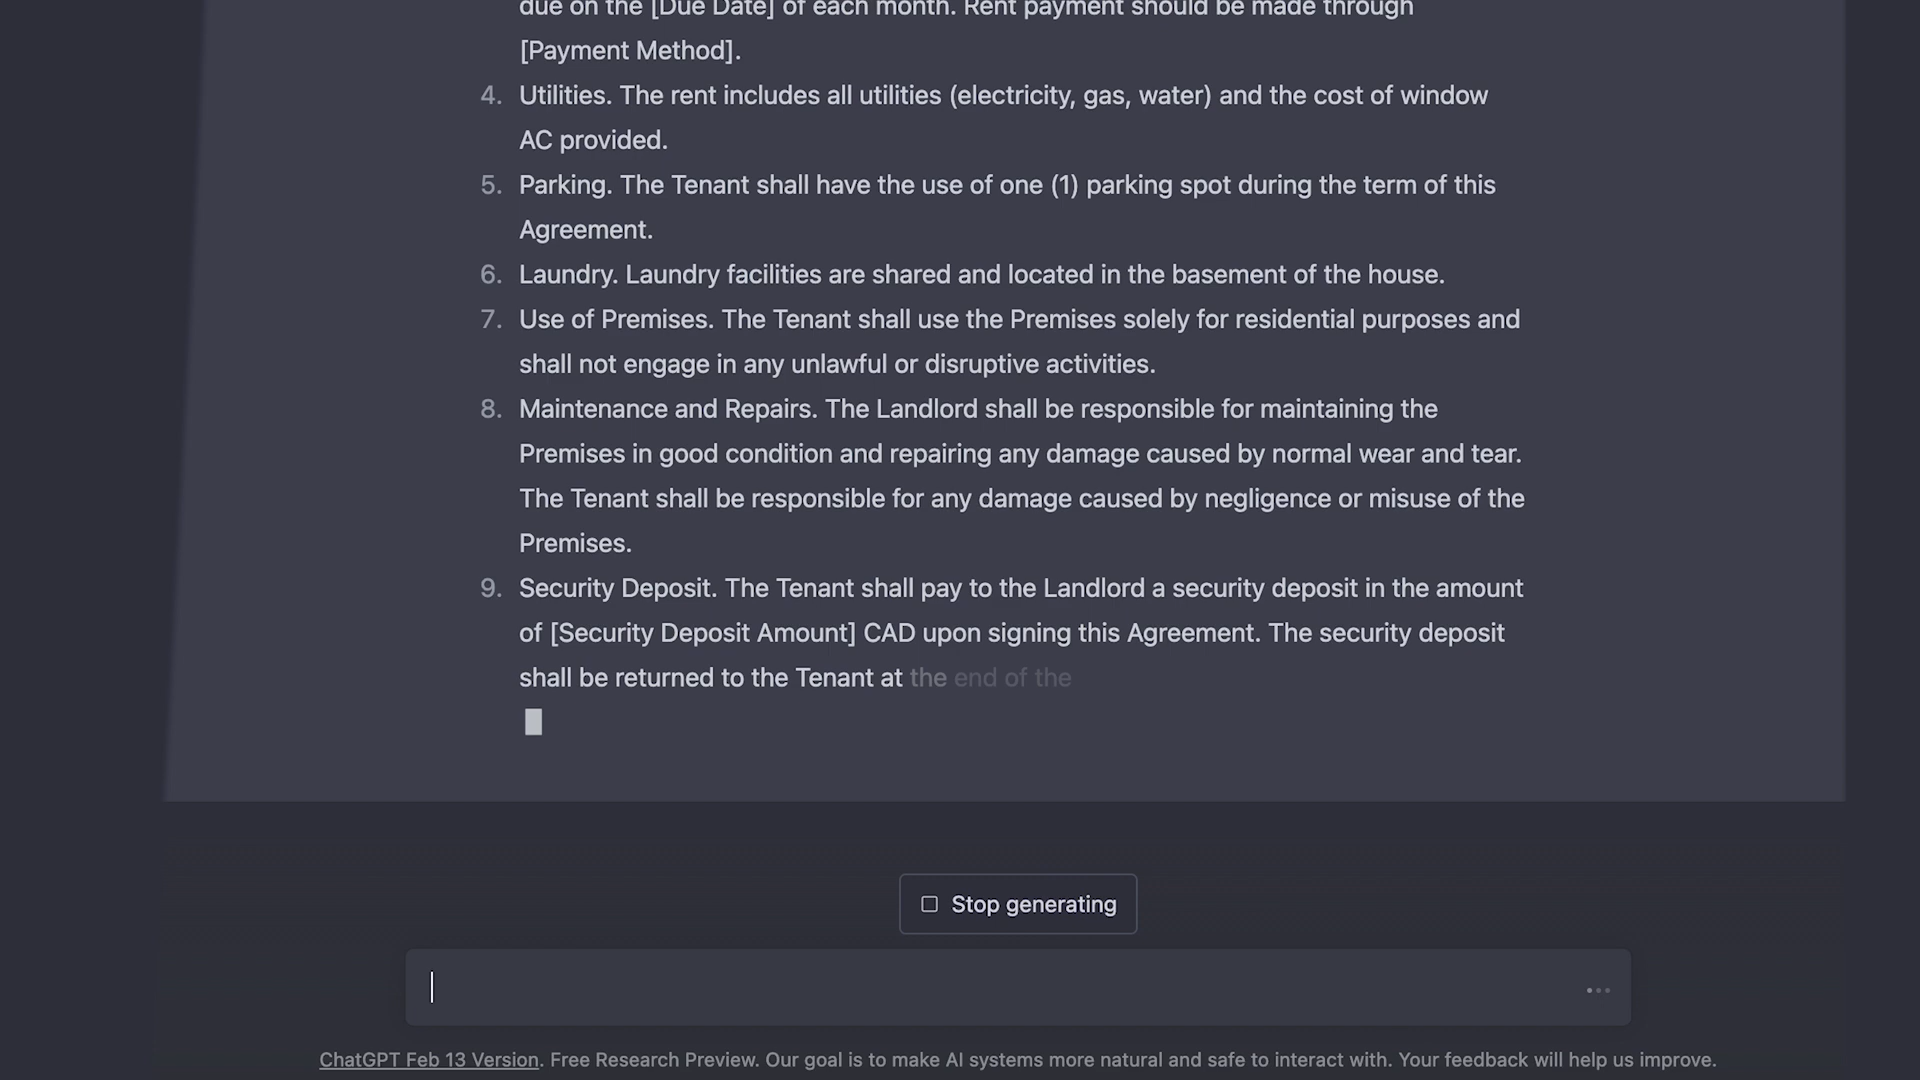 due on the [Due Date] of each month. Rent payment should be made through
[Payment Method].
4. Utilities. The rent includes all utilities (electricity, gas, water) and the cost of window
AC provided.
5. Parking. The Tenant shall have the use of one (1) parking spot during the term of this
Agreement.
6. Laundry. Laundry facilities are shared and located in the basement of the house.
7. Use of Premises. The Tenant shall use the Premises solely for residential purposes and
shall not engage in any unlawful or disruptive activities.
8. Maintenance and Repairs. The Landlord shall be responsible for maintaining the
Premises in good condition and repairing any damage caused by normal wear and tear.
The Tenant shall be responsible for any damage caused by negligence or misuse of the
Premises.
9. Security Deposit. The Tenant shall pay to the Landlord a security deposit in the amount
of [Security Deposit Amount] CAD upon signing this Agreement. The security deposit
shall be returned to the Tenant at the end of the
Stop generating
ChatGPT Feb 13 Version. Free Research Preview. Our goal is to make AI systems more natural and safe to interact with. Your feedback will help us improve.